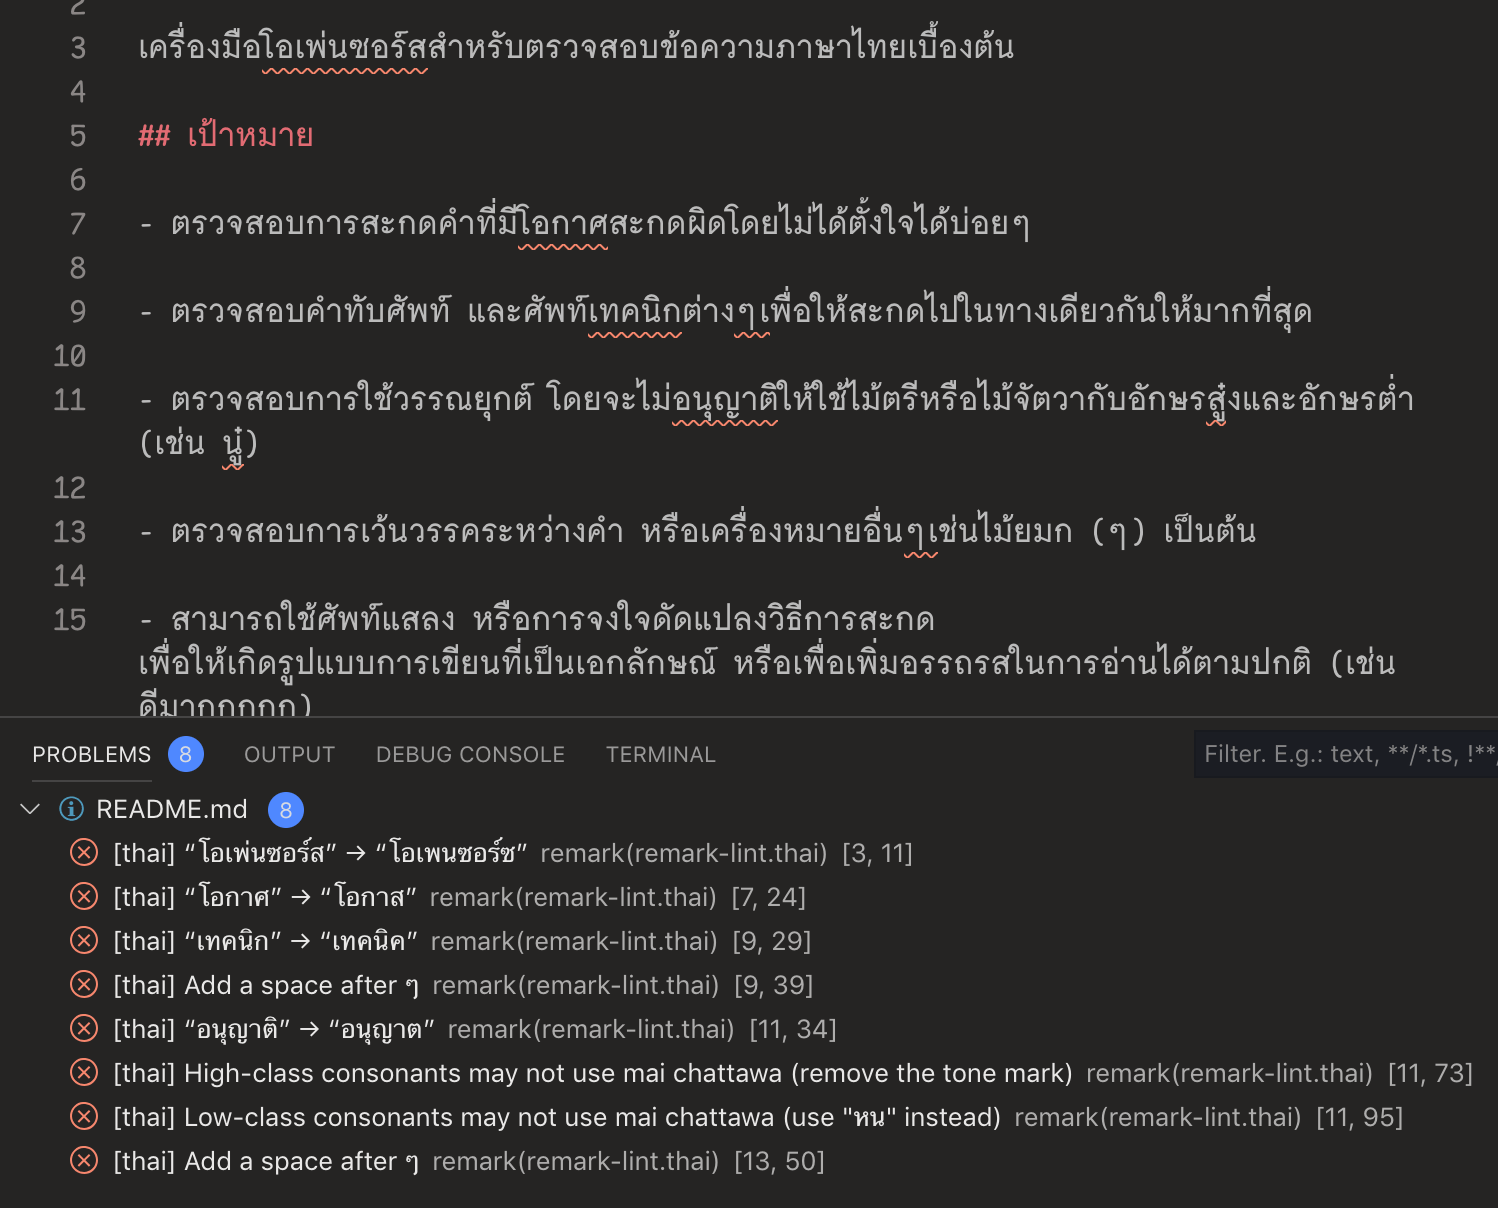 2
3 เครื่องมือโอเพ่นซอร์สสำหรับตรวจสอบข้อความภาษาไทยเบื้องต้น
4
5 ## เป้าหมาย
6
7 - ตรวจสอบการสะกดคำที่มีโอกาศสะกดผิดโดยไม่ได้ตั้งใจได้บ่อยๆ
8
9 - ตรวจสอบคำทับศัพท์ และศัพท์เทคนิกต่างๆเพื่อให้สะกดไปในทางเดียวกันให้มากที่สุด
10
11 - ตรวจสอบการใช้วรรณยุกต์ โดยจะไม่อนุญาติให้ใช้ไม้ตรีหรือไม้จัตวากับอักษรสู๋งและอักษรต่ำ
(เช่น นู๋)
12
13 - ตรวจสอบการเว้นวรรคระหว่างคำ หรือเครื่องหมายอื่นๆเช่นไม้ยมก (ๆ) เป็นต้น
14
15 - สามารถใช้ศัพท์แสลง หรือการจงใจดัดแปลงวิธีการสะกด
เพื่อให้เกิดรูปแบบการเขียนที่เป็นเอกลักษณ์ หรือเพื่อเพิ่มอรรถรสในการอ่านได้ตามปกติ (เช่น
ดีมากกกกก)
PROBLEMS 8 OUTPUT DEBUG CONSOLE TERMINAL Filter. E.g.: text, **/*.ts, !**/
README.md 8
[thai] “โอเพ่นซอร์ส” → “โอเพนซอร์ซ” remark(remark-lint.thai) [3, 11]
[thai] “โอกาศ” → “โอกาส” remark(remark-lint.thai) [7, 24]
[thai] “เทคนิก” → “เทคนิค” remark(remark-lint.thai) [9, 29]
[thai] Add a space after ๆ remark(remark-lint.thai) [9, 39]
[thai] “อนุญาติ” → “อนุญาต” remark(remark-lint.thai) [11, 34]
[thai] High-class consonants may not use mai chattawa (remove the tone mark) remark(remark-lint.thai) [11, 73]
[thai] Low-class consonants may not use mai chattawa (use "หน" instead) remark(remark-lint.thai) [11, 95]
[thai] Add a space after ๆ remark(remark-lint.thai) [13, 50]